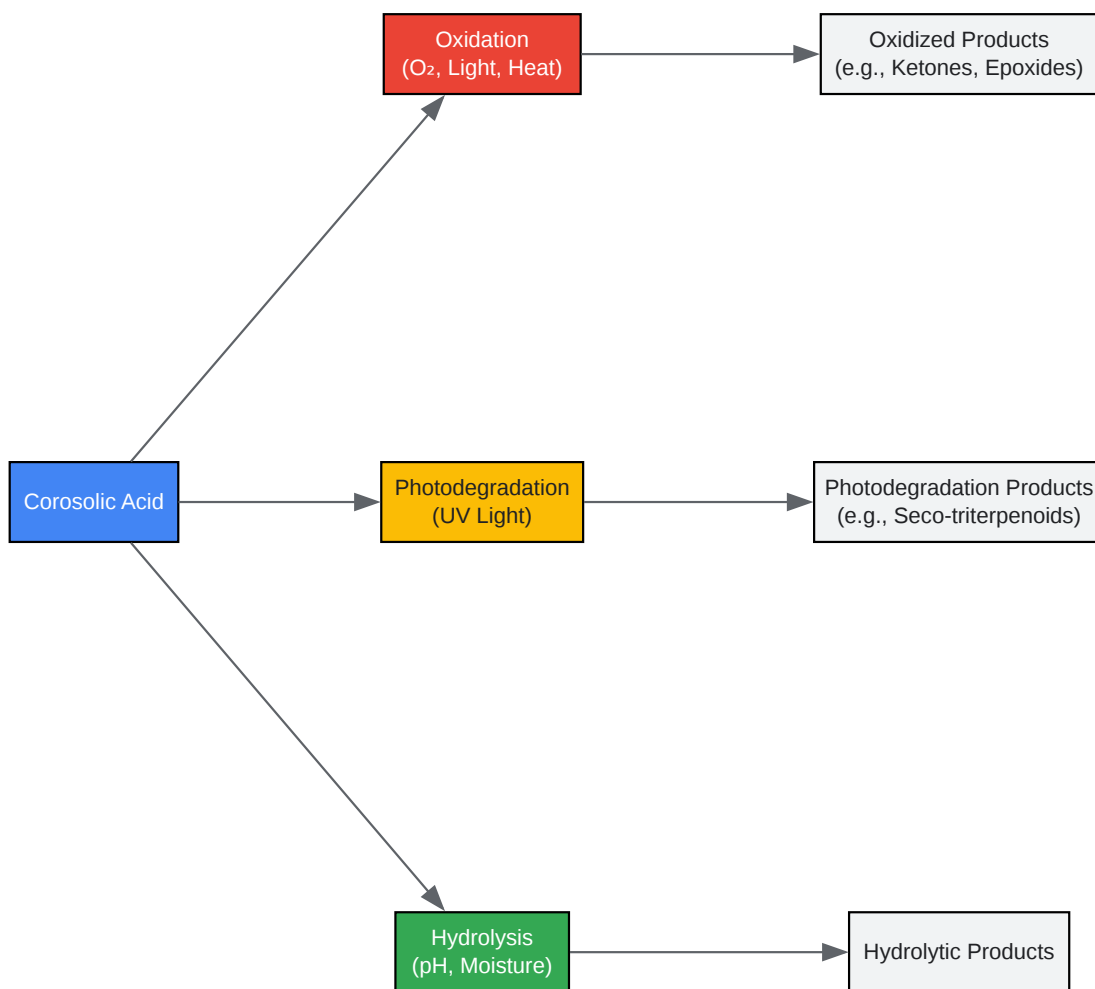 Oxidation
(O₂, Light, Heat)
Oxidized Products
(e.g., Ketones, Epoxides)
Corosolic Acid
Photodegradation
(UV Light)
Photodegradation Products
(e.g., Seco-triterpenoids)
Hydrolysis
(pH, Moisture)
Hydrolytic Products